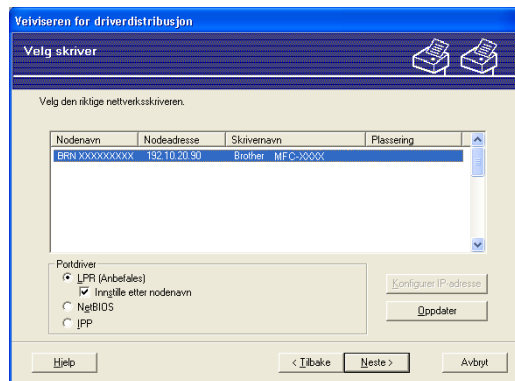 Veiviseren for driverdistribusjon
Velg skriver
Velg den riktige nettverksskriveren.
Nodenavn Nodeadresse Skrivernavn Plassering
BRN XXXXXXXXX 192.10.20.90 Brother MFC-XXXX
Portdriver
LPR (Anbefales)
Innstille etter nodenavn
NetBIOS
IPP
Konfigurer IP-adresse
Oppdater
Hjelp < Tilbake Neste > Avbryt